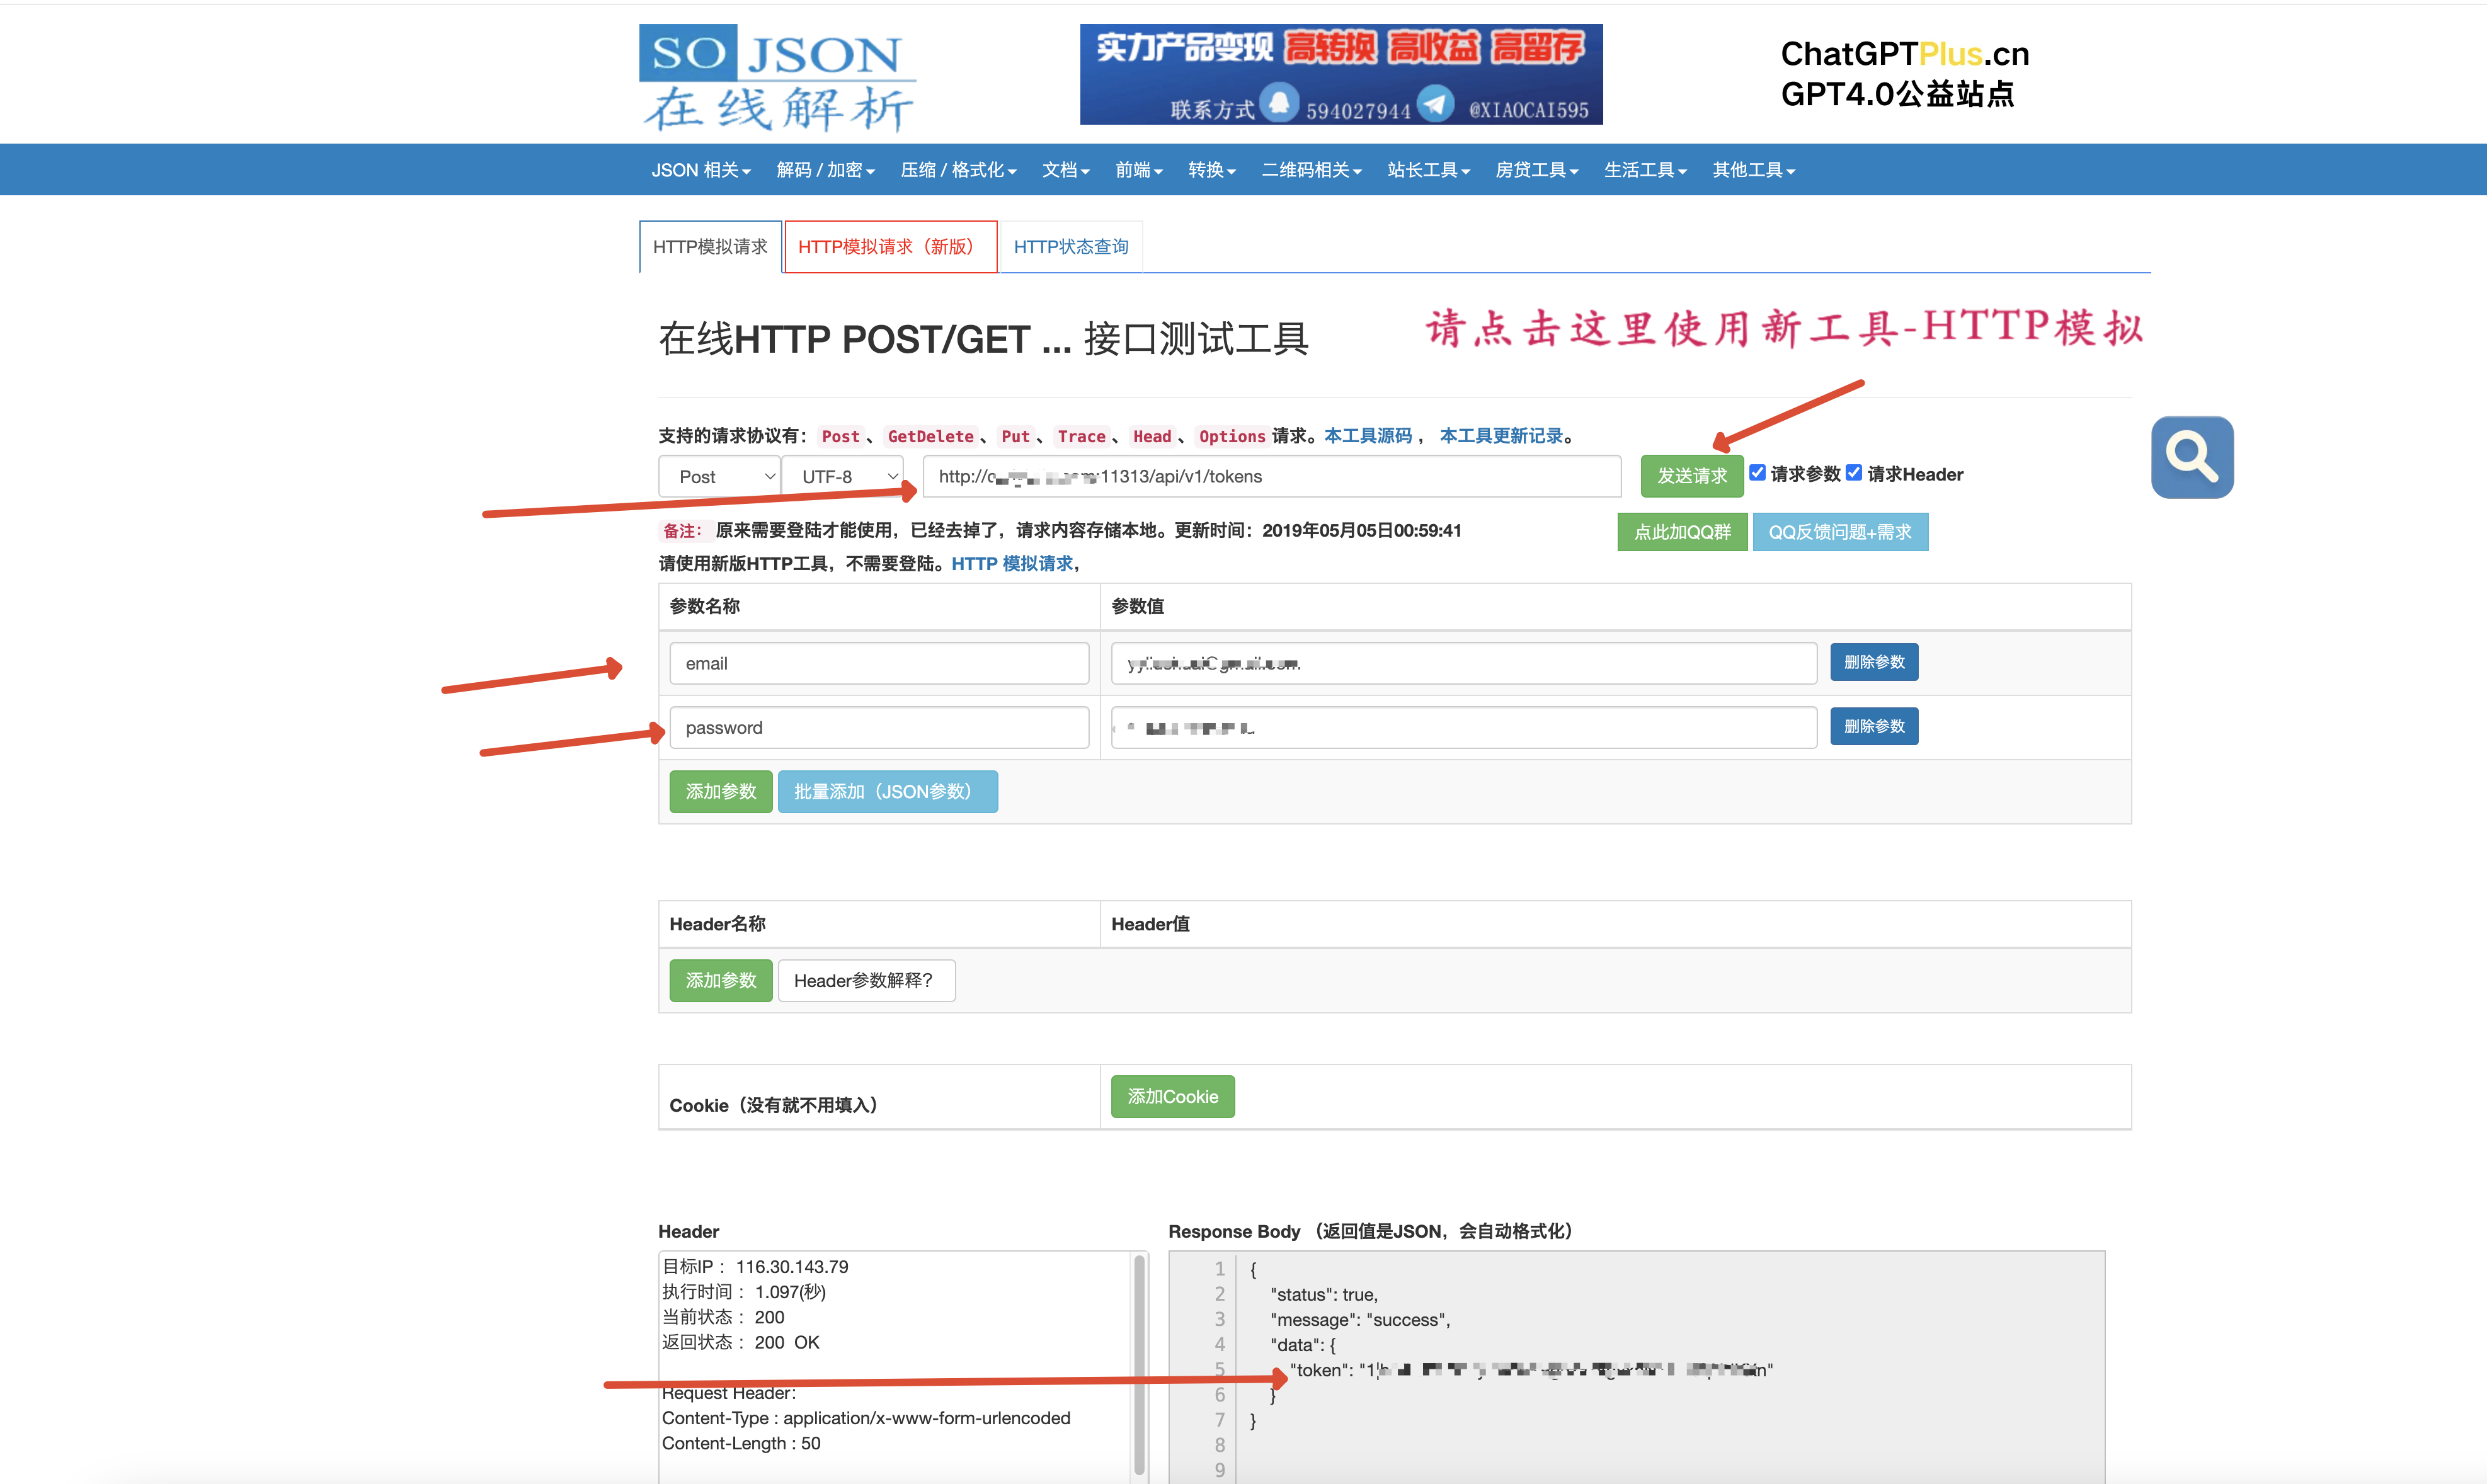 SO JSON
在线解析
实力产品变现 高转换 高收益 高留存
联系方式 594027944 @XIAOCAI595
ChatGPTPlus.cn
GPT4.0公益站点
JSON 相关 解码 / 加密 压缩 / 格式化 文档 前端 转换 二维码相关 站长工具 房贷工具 生活工具 其他工具
HTTP模拟请求 HTTP模拟请求（新版） HTTP状态查询
在线HTTP POST/GET ... 接口测试工具
请点击这里使用新工具-HTTP模拟
支持的请求协议有： Post 、 GetDelete 、 Put 、 Trace 、 Head 、 Options 请求。本工具源码 ， 本工具更新记录。
Post UTF-8 http:// :11313/api/v1/tokens 发送请求 请求参数 请求Header
备注： 原来需要登陆才能使用，已经去掉了，请求内容存储本地。更新时间：2019年05月05日00:59:41
点此加QQ群 QQ反馈问题+需求
请使用新版HTTP工具，不需要登陆。HTTP 模拟请求，
参数名称 参数值
email 删除参数
password 删除参数
添加参数 批量添加（JSON参数）
Header名称 Header值
添加参数 Header参数解释?
Cookie（没有就不用填入） 添加Cookie
Header
目标IP： 116.30.143.79
执行时间： 1.097(秒)
当前状态： 200
返回状态： 200 OK
Request Header:
Content-Type : application/x-www-form-urlencoded
Content-Length : 50
Response Body （返回值是JSON，会自动格式化）
1 {
2 "status": true,
3 "message": "success",
4 "data": {
5 "token": "1
6 }
7 }
8
9